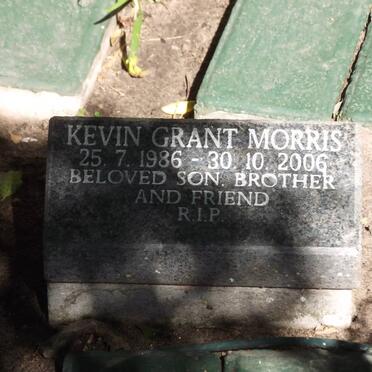 KEVIN GRANT MORRIS
25. 7. 1986 - 30. 10. 2006
BELOVED SON, BROTHER
AND FRIEND
R.I.P.